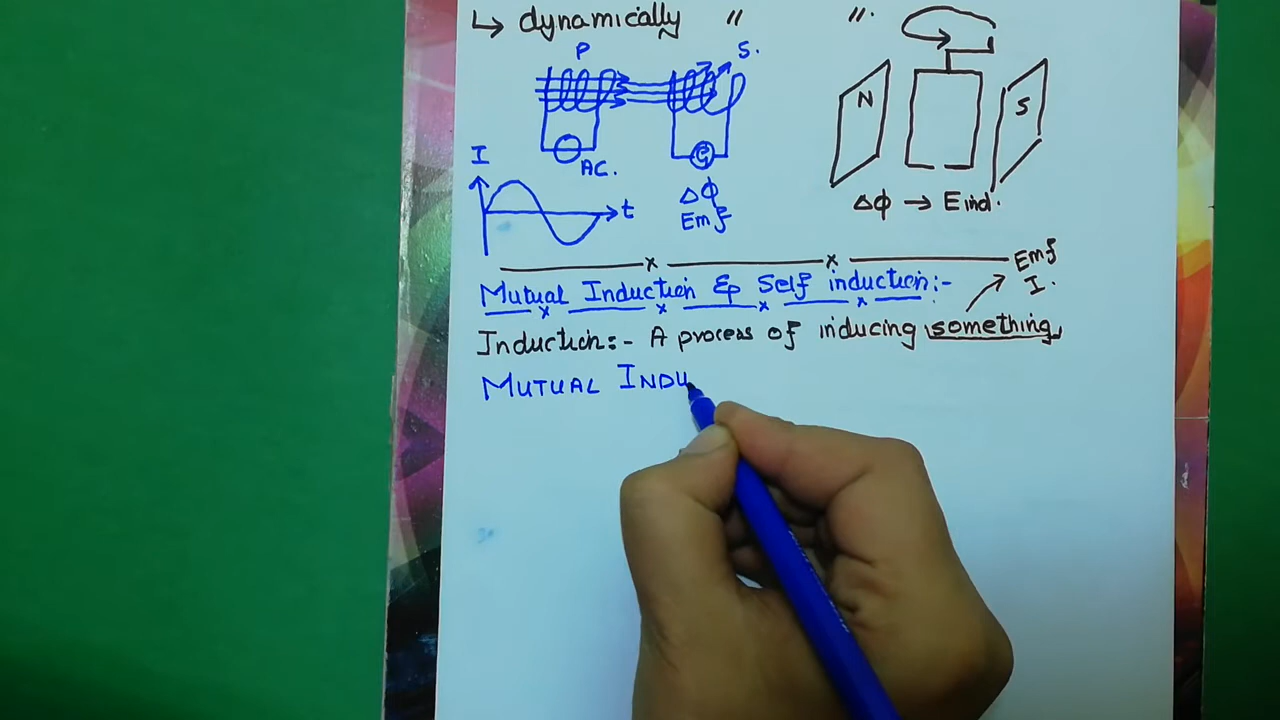 ↳ dynamically " ".
P S.
N S
AC. G
I t
Δϕ
Emf
Δϕ → Eind.
Mutual Induction & Self induction:-
Emf
I.
Induction:- A process of inducing something
MUTUAL INDU